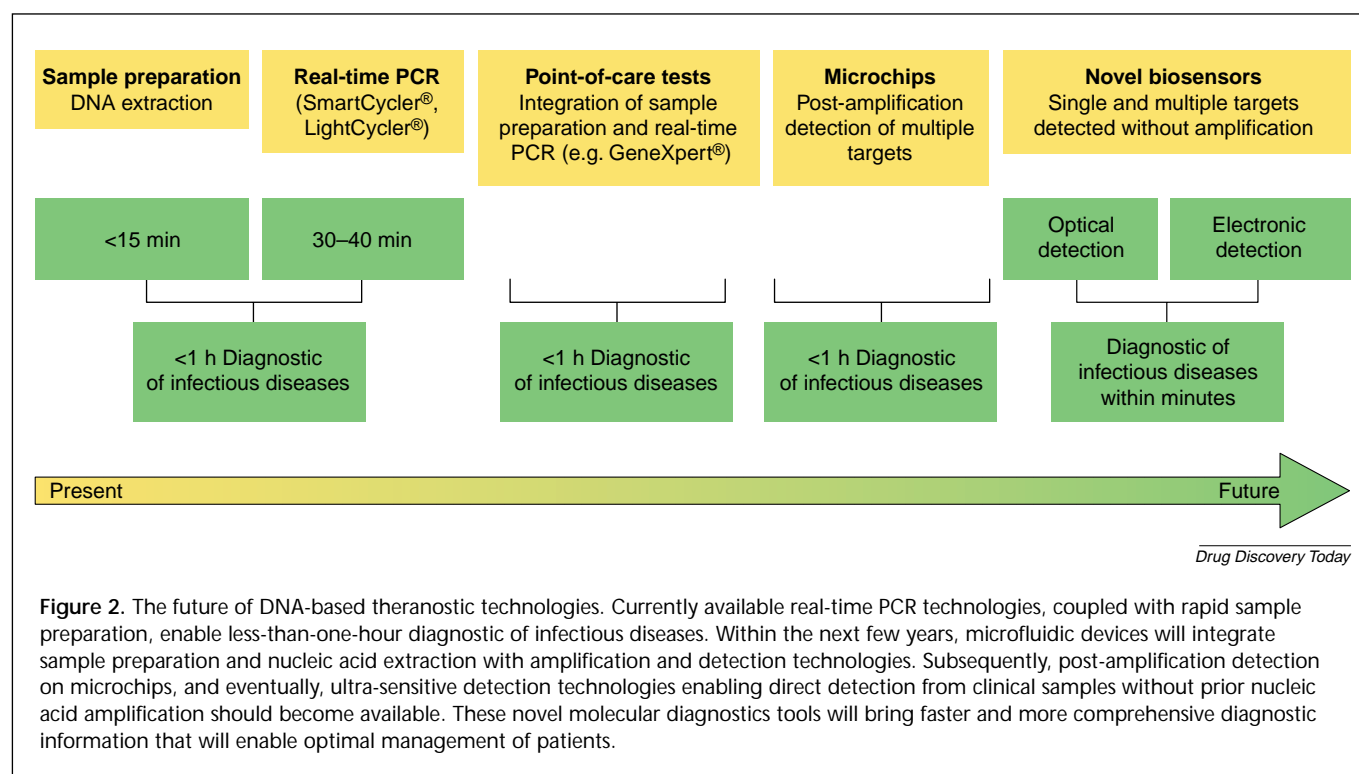 Sample preparation
DNA extraction
Real-time PCR
(SmartCycler®,
LightCycler®)
Point-of-care tests
Integration of sample
preparation and real-time
PCR (e.g. GeneXpert®)
Microchips
Post-amplification
detection of multiple
targets
Novel biosensors
Single and multiple targets
detected without amplification
<15 min
30–40 min
Optical
detection
Electronic
detection
<1 h Diagnostic
of infectious diseases
<1 h Diagnostic
of infectious diseases
<1 h Diagnostic
of infectious diseases
Diagnostic of
infectious diseases
within minutes
Present
Future
Drug Discovery Today
Figure 2. The future of DNA-based theranostic technologies. Currently available real-time PCR technologies, coupled with rapid sample
preparation, enable less-than-one-hour diagnostic of infectious diseases. Within the next few years, microfluidic devices will integrate
sample preparation and nucleic acid extraction with amplification and detection technologies. Subsequently, post-amplification detection
on microchips, and eventually, ultra-sensitive detection technologies enabling direct detection from clinical samples without prior nucleic
acid amplification should become available. These novel molecular diagnostics tools will bring faster and more comprehensive diagnostic
information that will enable optimal management of patients.